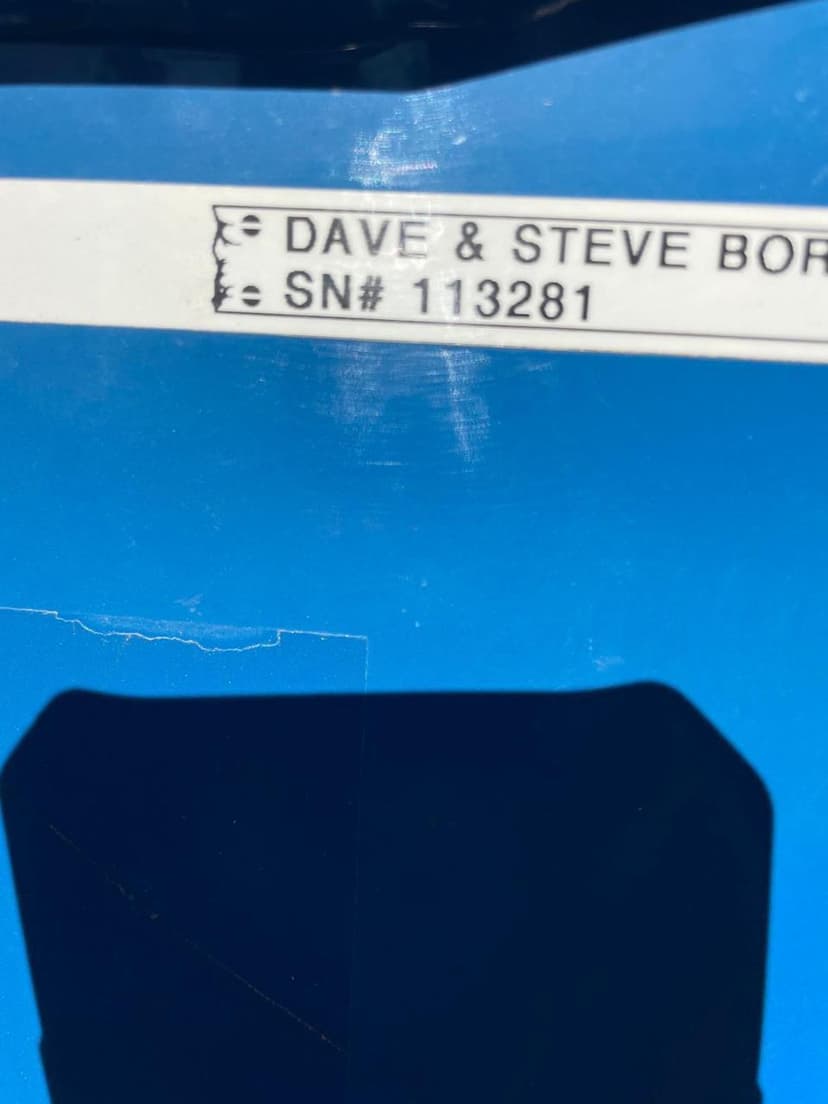 DAVE & STEVE BOR
SN# 113281